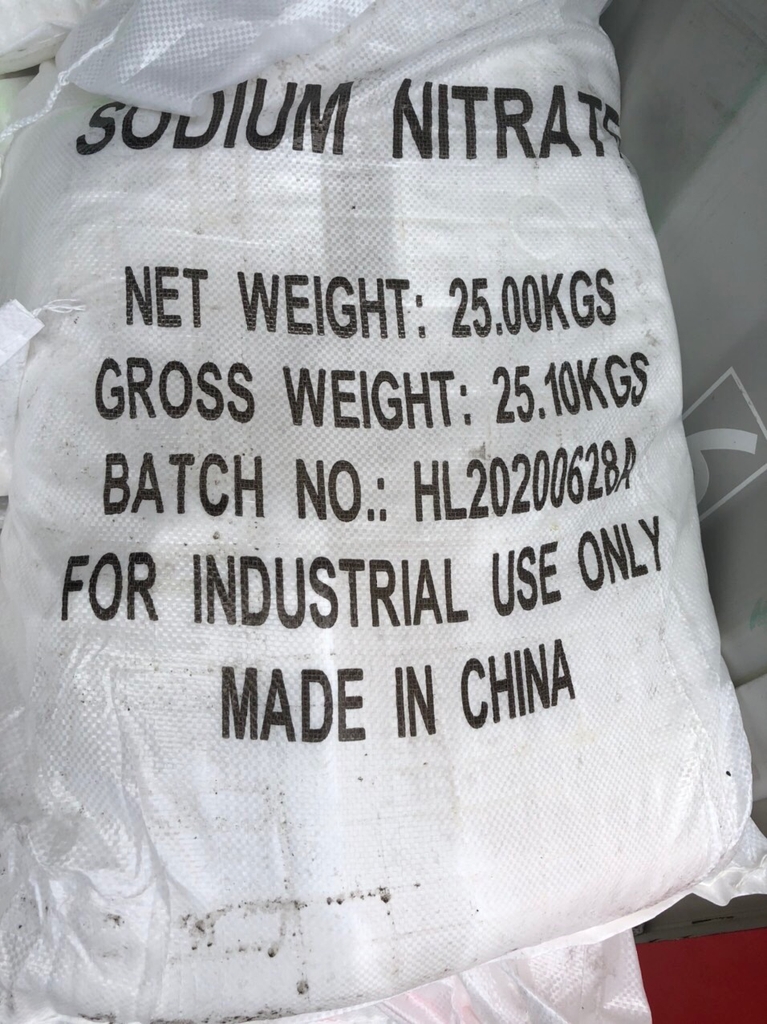 SODIUM NITRATE
NET WEIGHT: 25.00KGS
GROSS WEIGHT: 25.10KGS
BATCH NO.: HL20200628A
FOR INDUSTRIAL USE ONLY
MADE IN CHINA